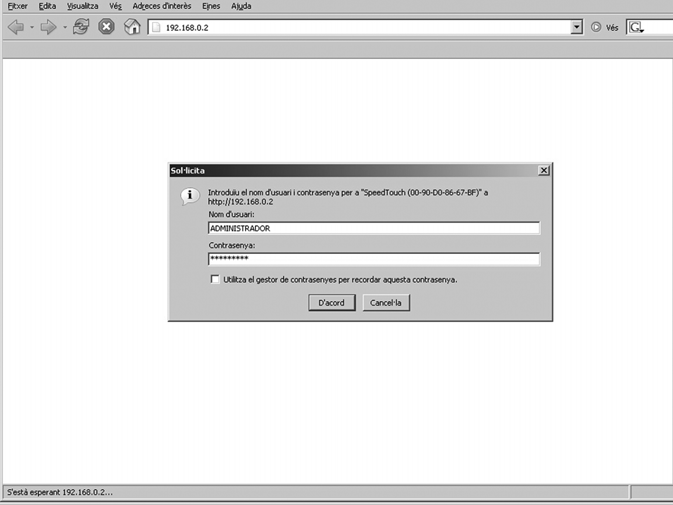 Fitxer Edita Visualitza Vés Adreces d'interès Eines Ajuda
192.168.0.2 Vés G
Sol·licita
Introduïu el nom d'usuari i contrasenya per a "SpeedTouch (00-90-D0-86-67-BF)" a
http://192.168.0.2
Nom d'usuari:
ADMINISTRADOR
Contrasenya:
*********
Utilitza el gestor de contrasenyes per recordar aquesta contrasenya.
D'acord Cancel·la
S'està esperant 192.168.0.2...